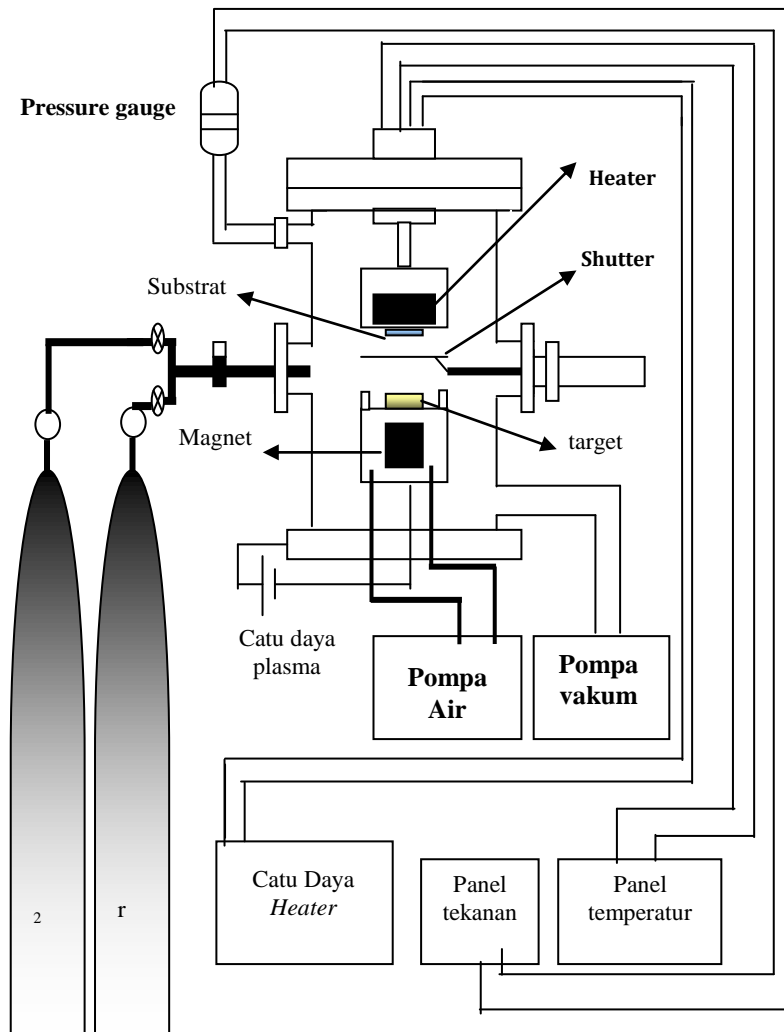 Pressure gauge
Heater
Shutter
Substrat
Magnet
target
Catu daya
plasma
Pompa
Air
Pompa
vakum
Catu Daya
Heater
Panel
tekanan
Panel
temperatur
2
r